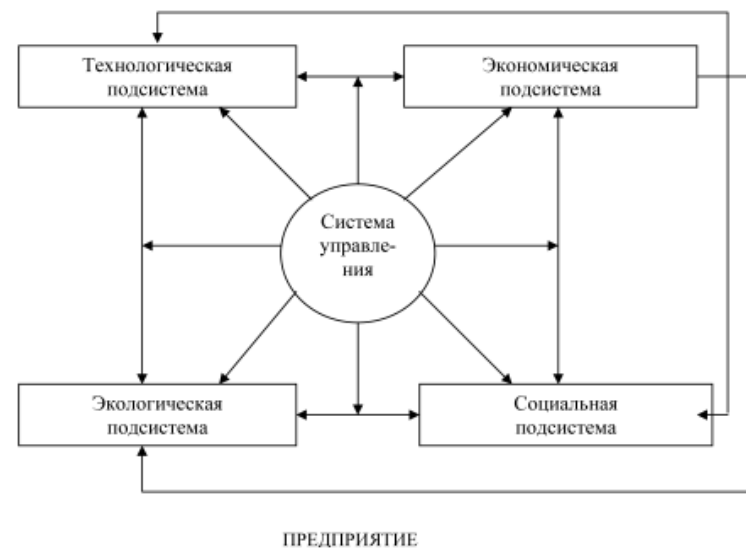 Технологическая
подсистема
Экономическая
подсистема
Система
управле-
ния
Экологическая
подсистема
Социальная
подсистема
ПРЕДПРИЯТИЕ